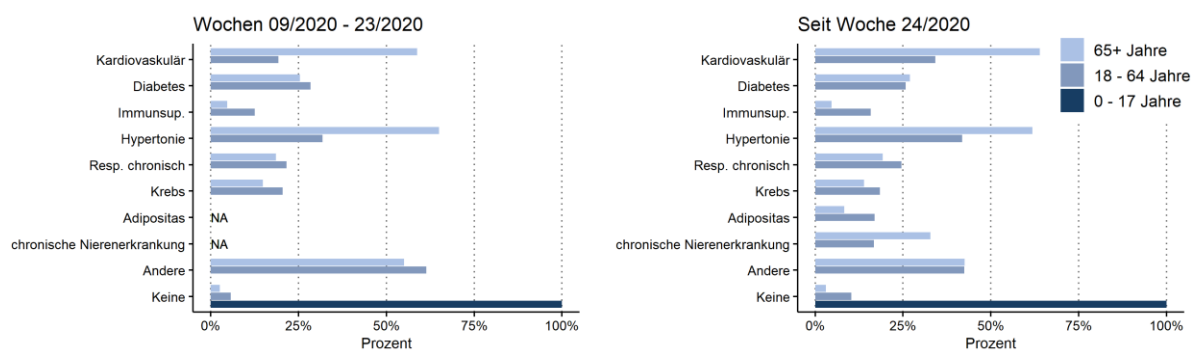 Wochen 09/2020 - 23/2020
Kardiovaskulär
Diabetes
Immunsup.
Hypertonie
Resp. chronisch
Krebs
Adipositas
NA
chronische Nierenerkrankung
NA
Andere
Keine
0%
25%
50%
75%
100%
Prozent
Seit Woche 24/2020
Kardiovaskulär
Diabetes
Immunsup.
Hypertonie
Resp. chronisch
Krebs
Adipositas
chronische Nierenerkrankung
Andere
Keine
0%
25%
50%
75%
100%
Prozent
65+ Jahre
18 - 64 Jahre
0 - 17 Jahre